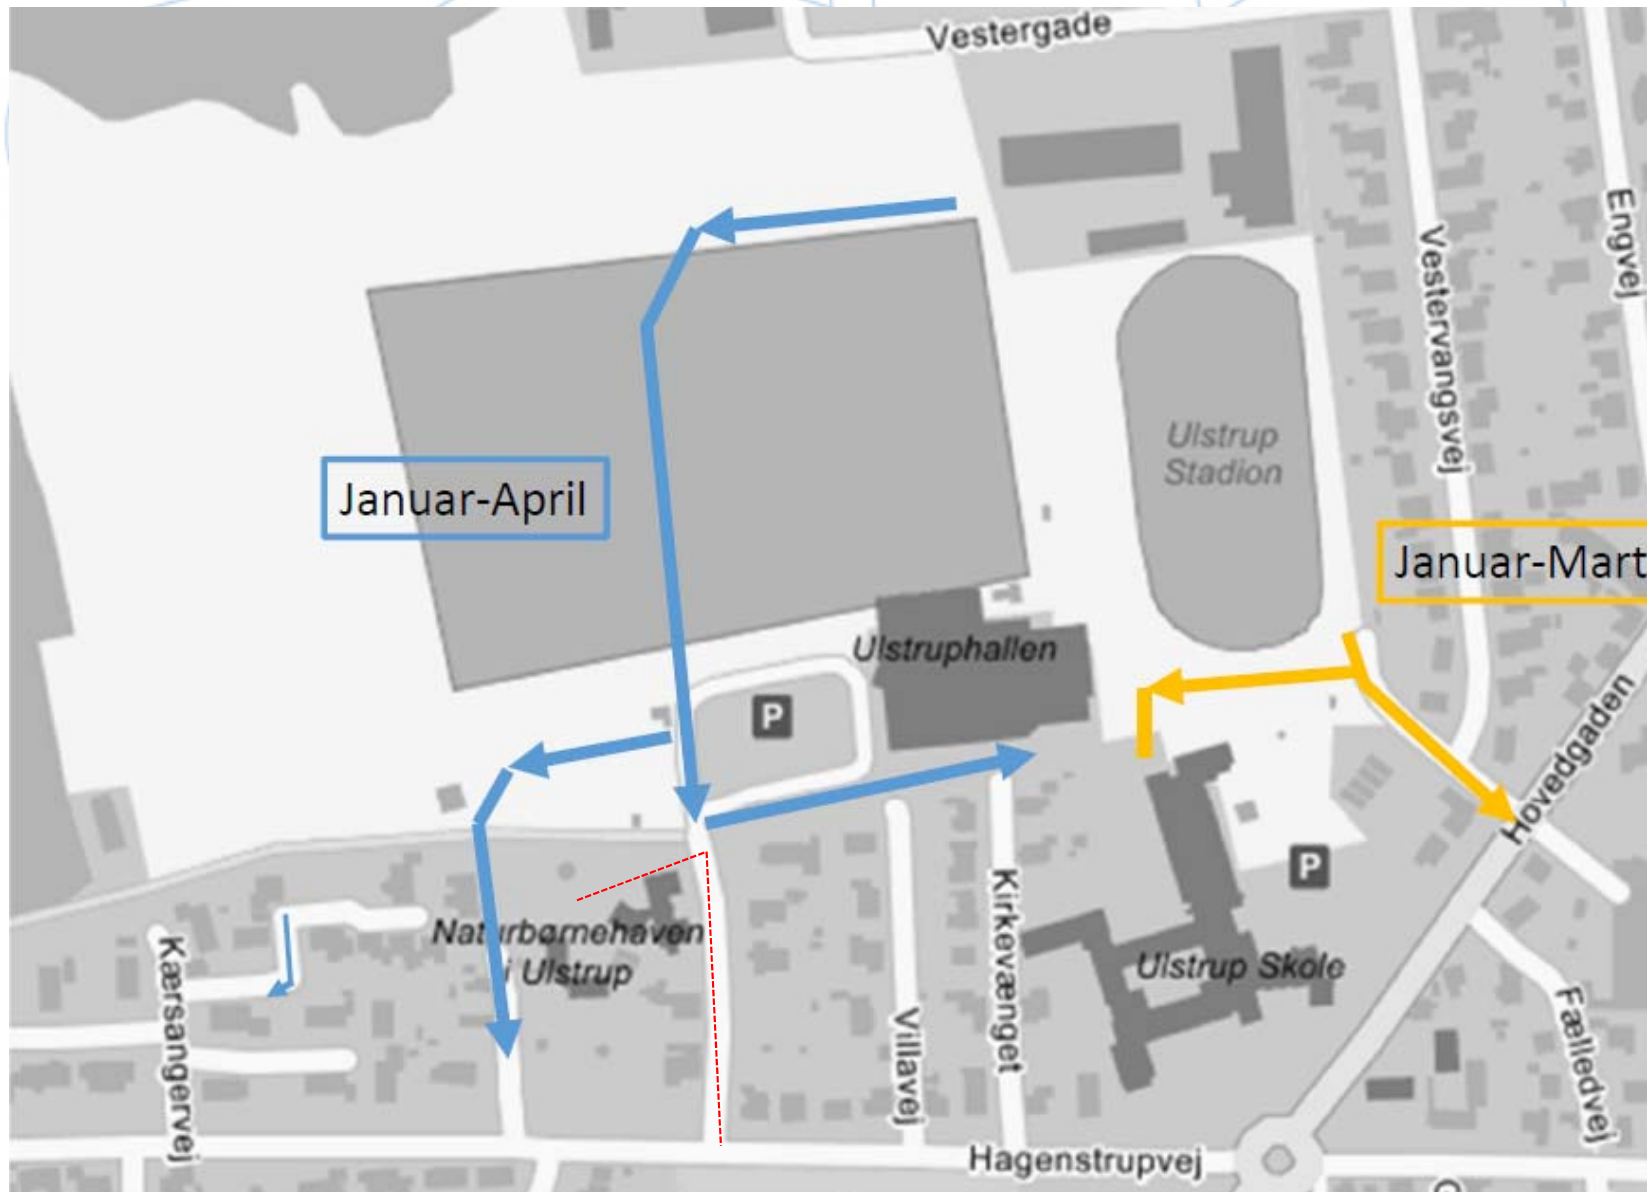 Vestergade
Engvej
Vestervangsvej
Ulstrup
Stadion
Januar-April
Januar-Mart
Ulstruphallen
P
Hovedgaden
P
Naturbørnehaven
i Ulstrup
Kirkevænget
Ulstrup Skole
Kærsangervej
Villavej
Fælledvej
Hagenstrupvej